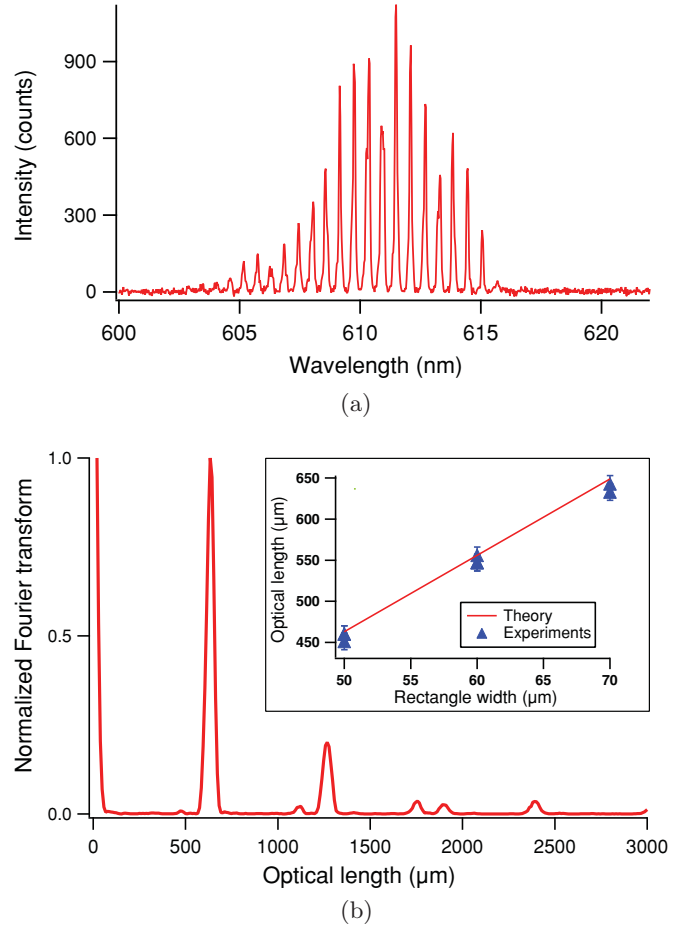 Intensity (counts)
900
600
300
0
600
605
610
615
620
Wavelength (nm)
(a)
Normalized Fourier transform
1.0
0.5
0.0
Optical length (µm)
650
600
550
500
450
Theory
Experiments
50
55
60
65
70
Rectangle width (µm)
0
500
1000
1500
2000
2500
3000
Optical length (µm)
(b)